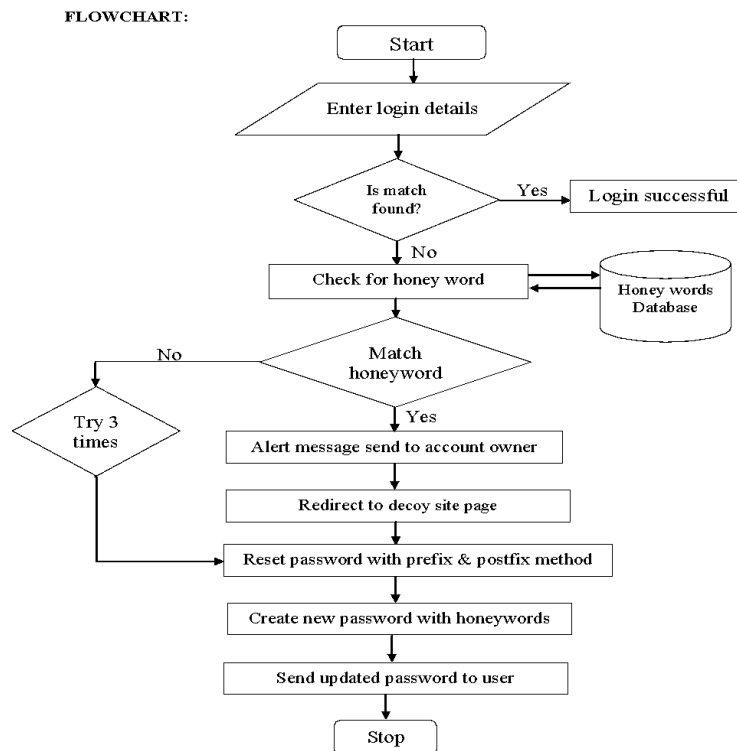 FLOWCHART:
Start
Enter login details
Is match
found?
Yes
Login successful
No
Check for honey word
Honey words
Database
Match
honeyword
No
Try 3
times
Yes
Alert message send to account owner
Redirect to decoy site page
Reset password with prefix & postfix method
Create new password with honeywords
Send updated password to user
Stop